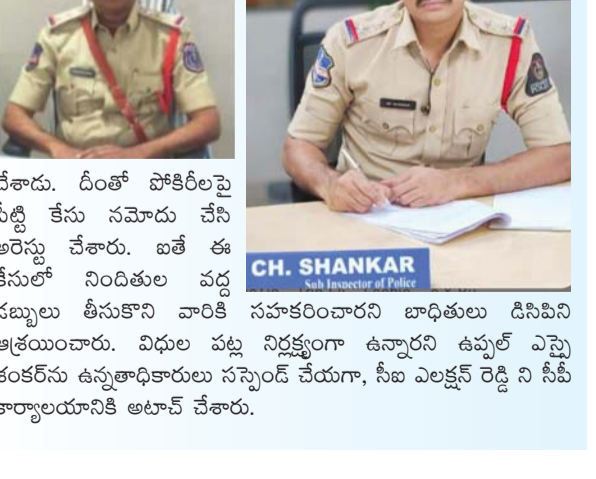 చేశాడు. దీంతో పోకిరీలపై
పేట్టి కేసు నమోదు చేసి
అరెస్టు చేశారు. ఐతే ఈ
కేసులో నిందితుల వద్ద
CH. SHANKAR
Sub Inspector of Police
డబ్బులు తీసుకొని వారికి సహకరించారని బాధితులు డిసిపిని
ఆశ్రయించారు. విధుల పట్ల నిర్లక్ష్యంగా ఉన్నారని ఉప్పల్ ఎస్సై
శంకర్‌ను ఉన్నతాధికారులు సస్పెండ్ చేయగా, సీఐ ఎలక్షన్ రెడ్డి ని సీపీ
కార్యాలయానికి అటాచ్ చేశారు.